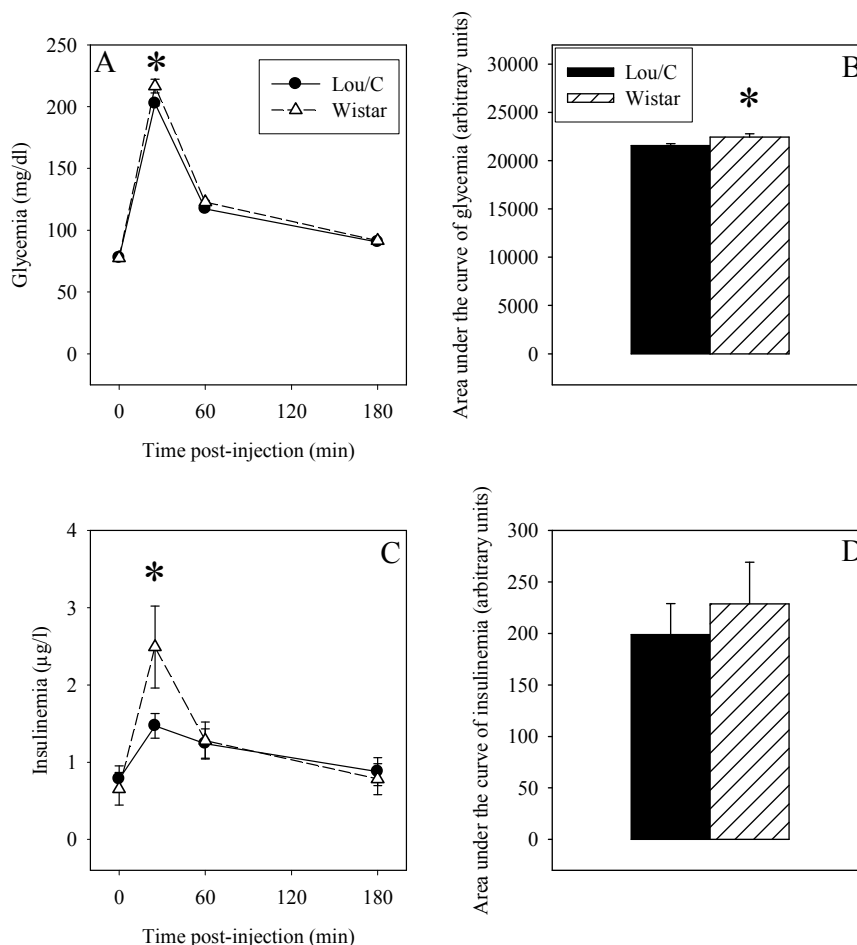 A
*
Lou/C
Wistar
250
200
150
100
50
0
Glycemia (mg/dl)
0 60 120 180
Time post-injection (min)
B
*
Lou/C
Wistar
30000
25000
20000
15000
10000
5000
0
Area under the curve of glycemia (arbitrary units)
C
*
4
3
2
1
0
Insulinemia (µg/l)
0 60 120 180
Time post-injection (min)
D
300
250
200
150
100
50
0
Area under the curve of insulinemia (arbitrary units)